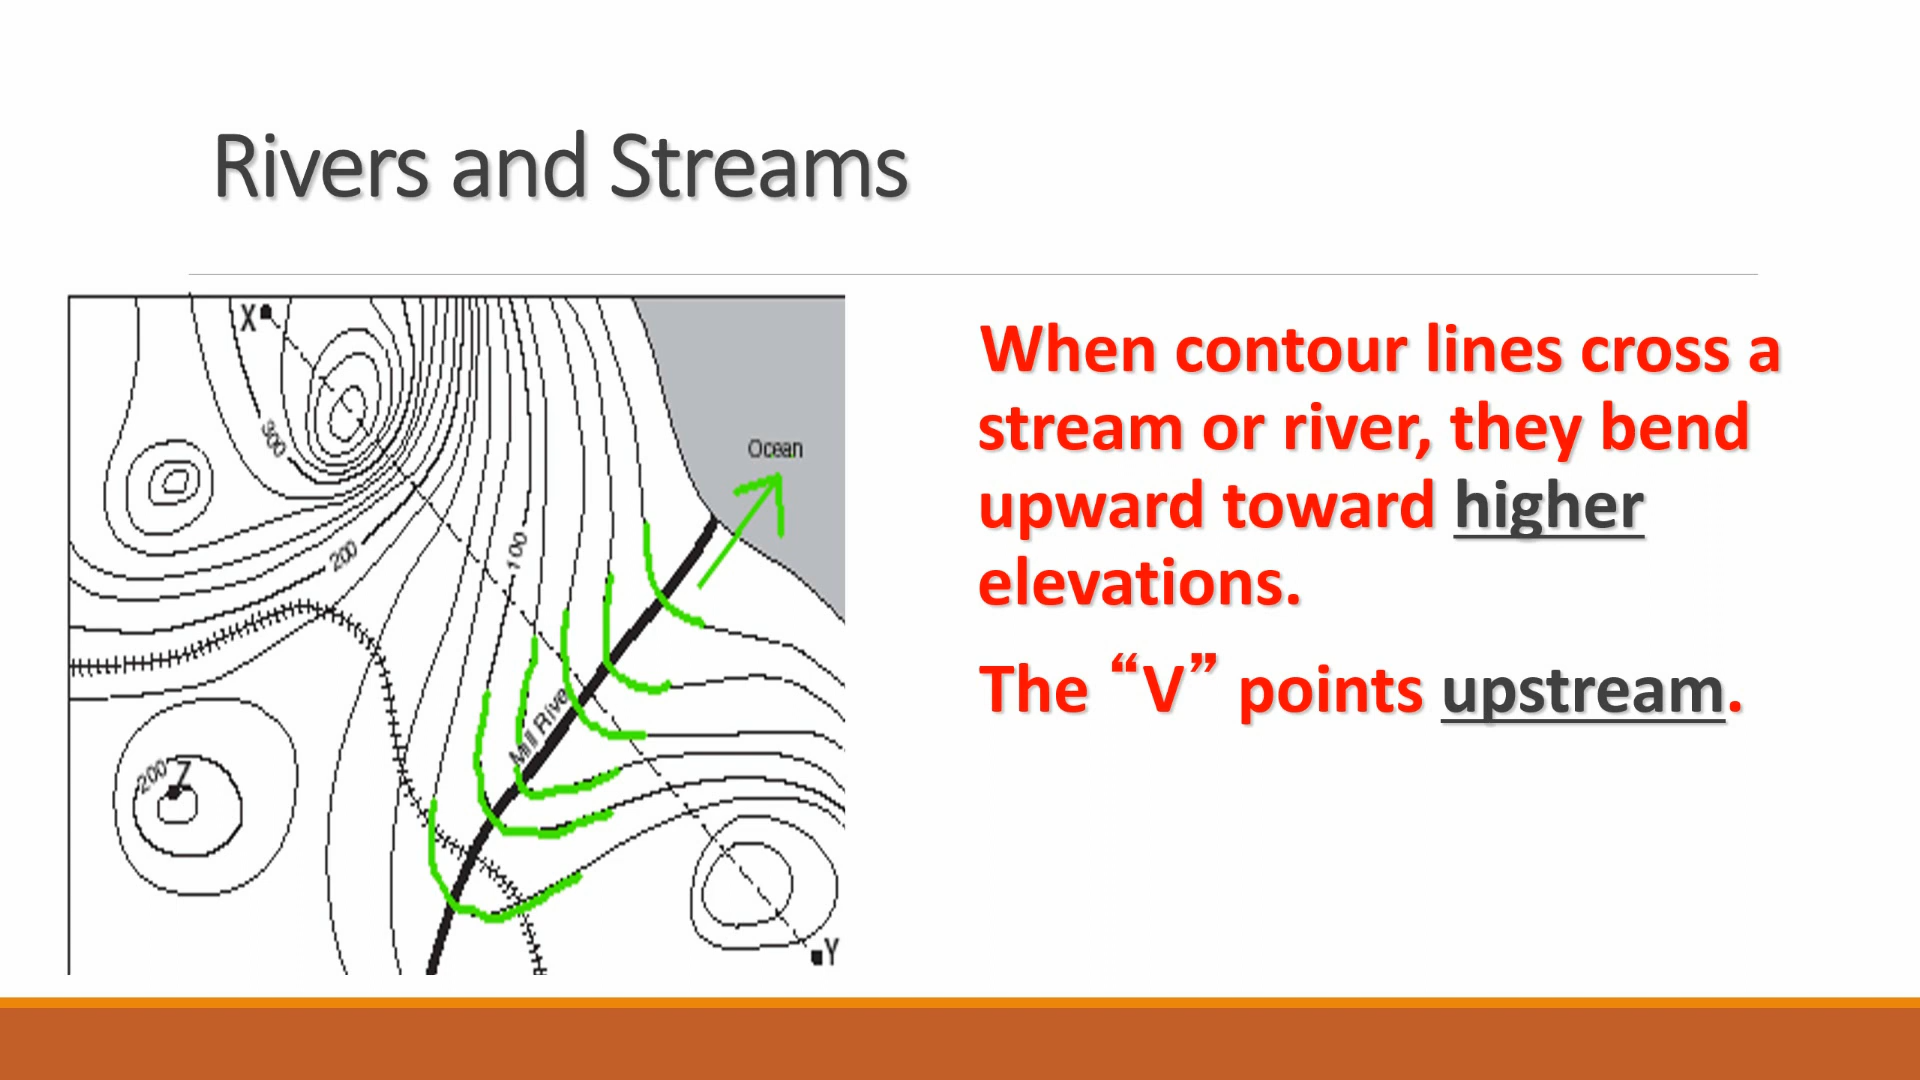 Rivers and Streams
X
300
Ocean
200
100
Mill River
200
Z
Y
When contour lines cross a
stream or river, they bend
upward toward higher
elevations.
The “V” points upstream.